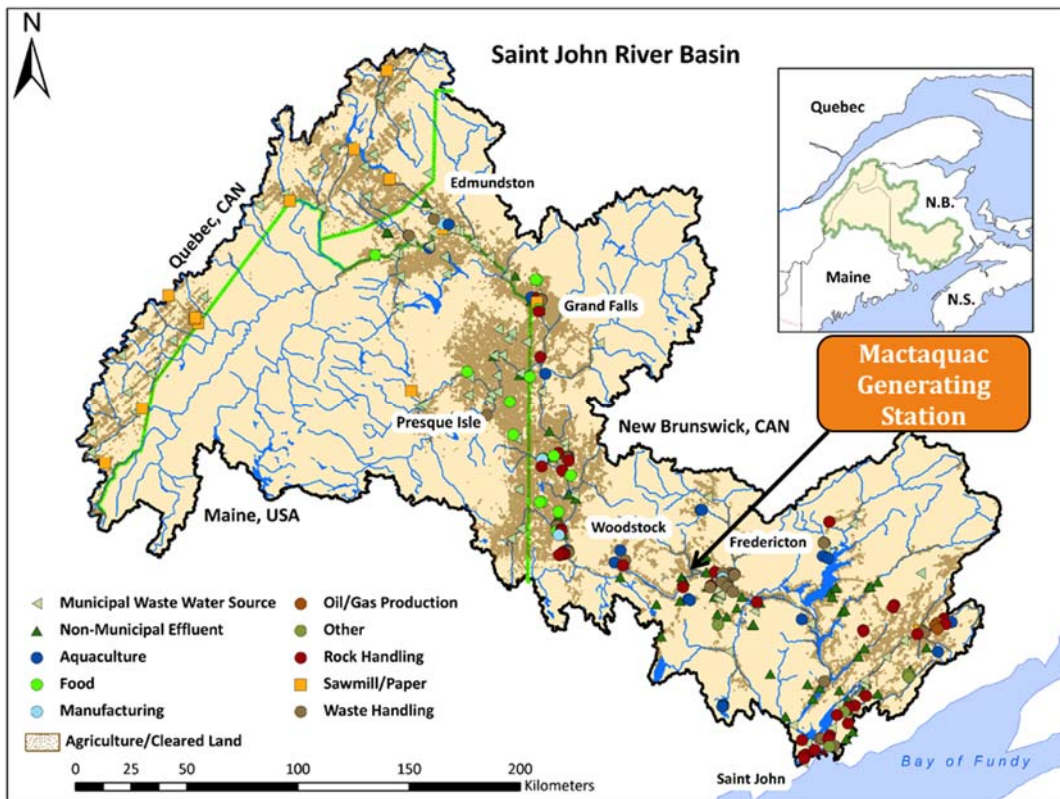 N
Saint John River Basin
Quebec
N.B.
Maine
N.S.
Edmundston
Quebec, CAN
Grand Falls
Mactaquac
Generating
Station
Presque Isle
New Brunswick, CAN
Maine, USA
Woodstock
Fredericton
Municipal Waste Water Source
Non-Municipal Effluent
Aquaculture
Food
Manufacturing
Agriculture/Cleared Land
Oil/Gas Production
Other
Rock Handling
Sawmill/Paper
Waste Handling
0 25 50 100 150 200
Kilometers
Saint John
Bay of Fundy